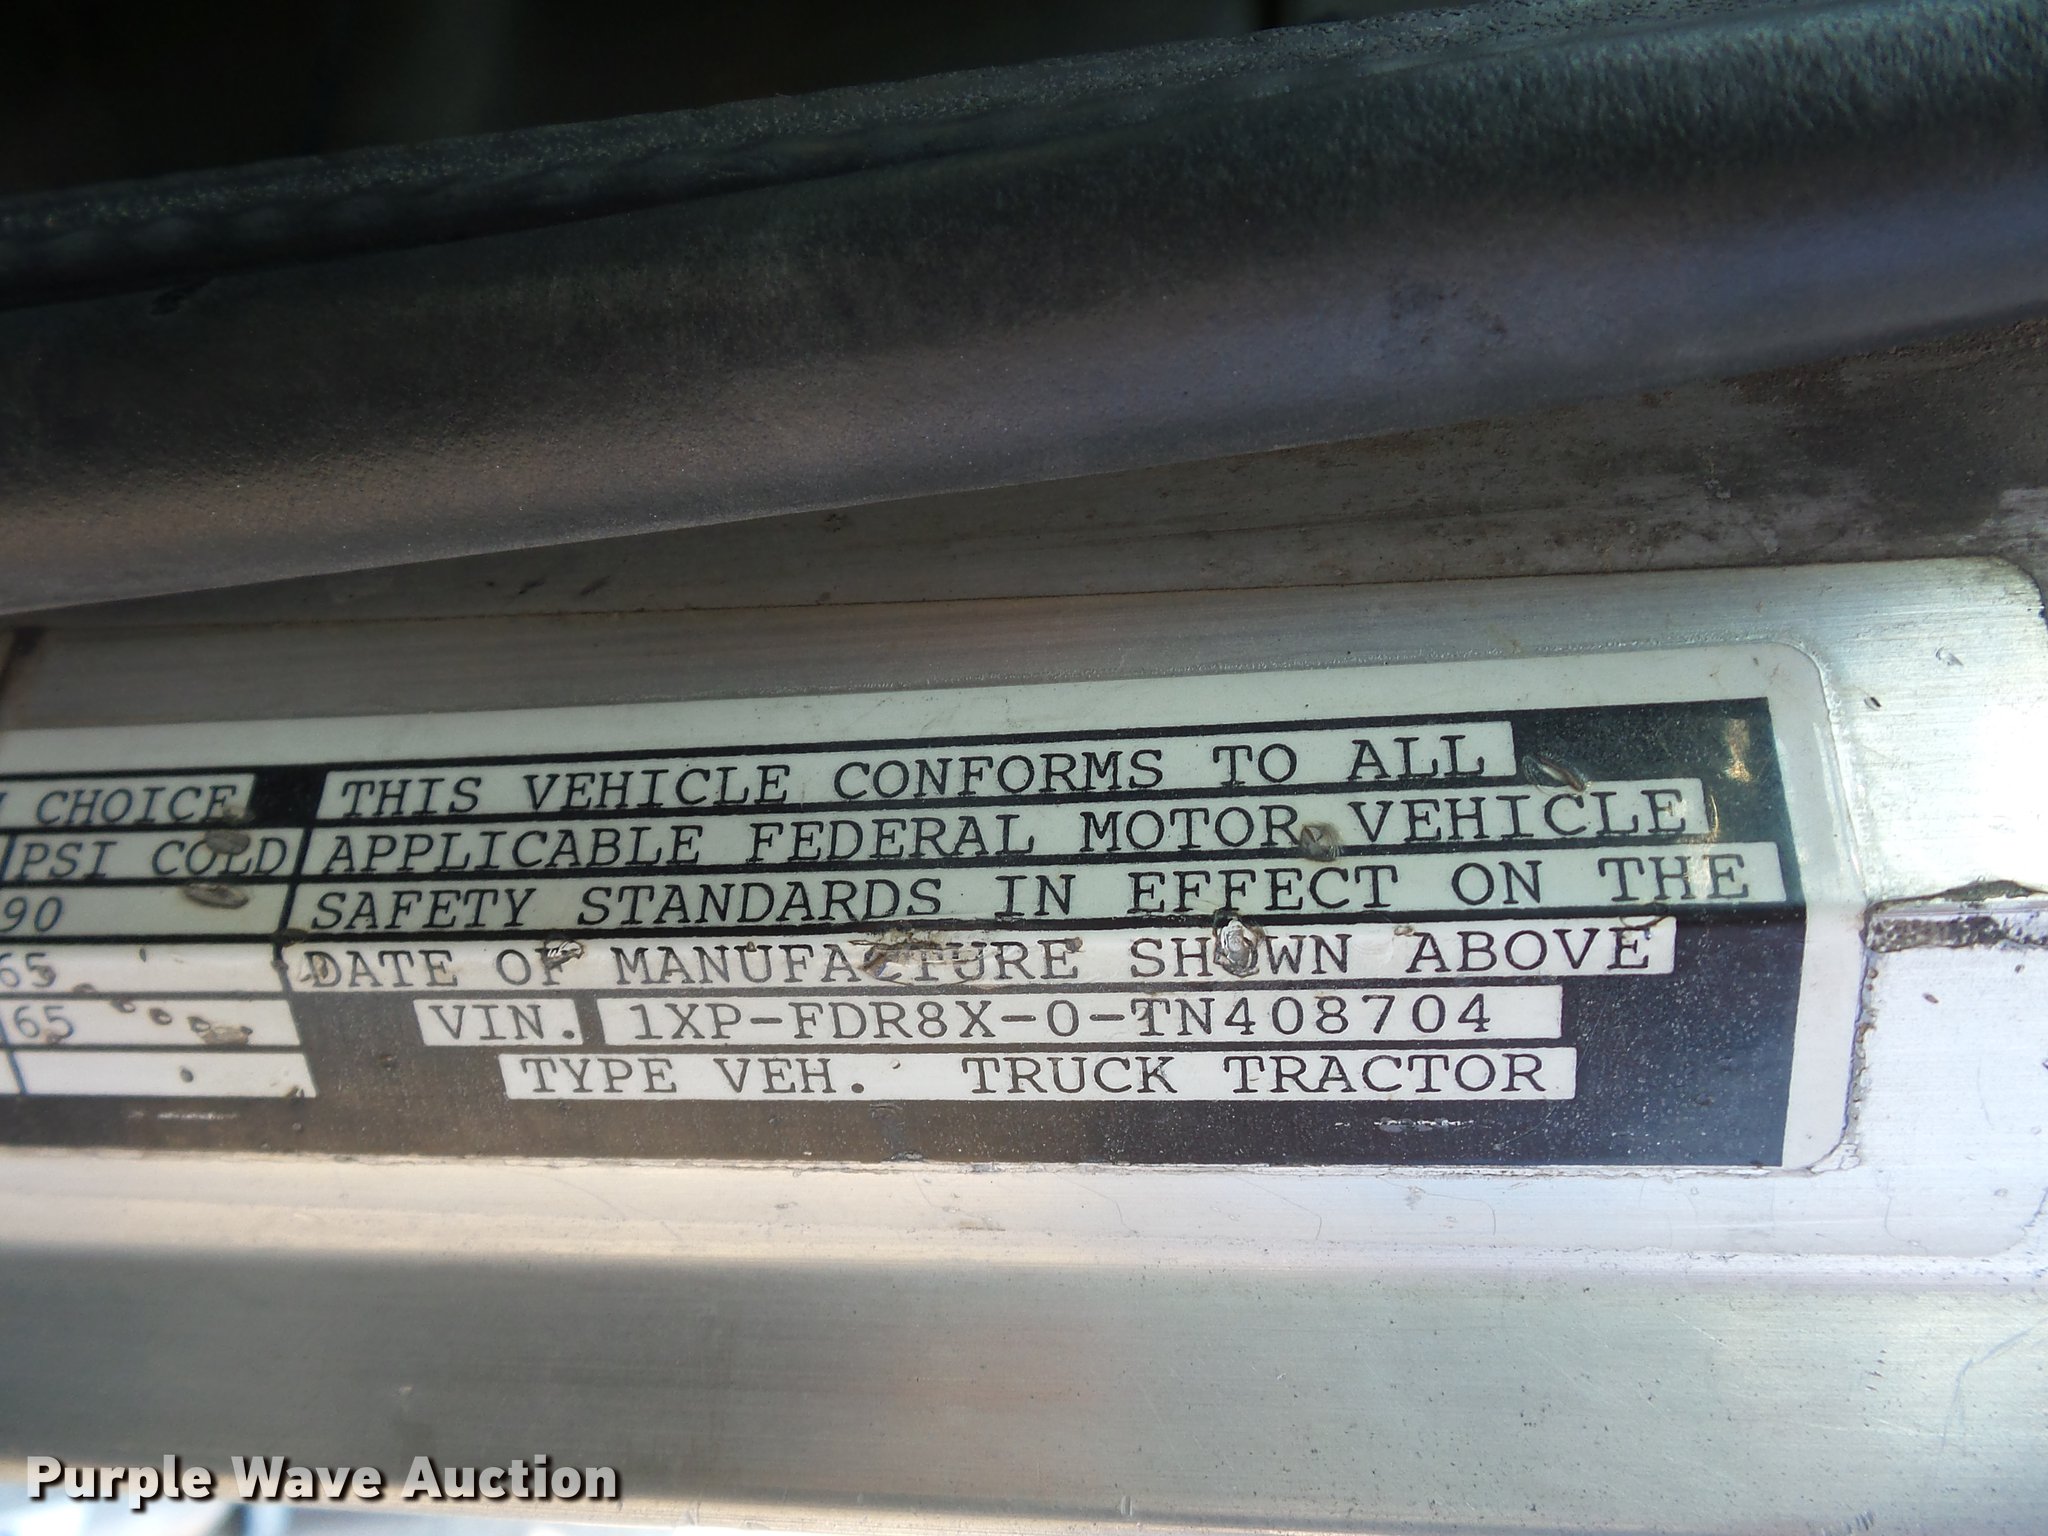 CHOICE
PSI COLD
90
65
65
THIS VEHICLE CONFORMS TO ALL
APPLICABLE FEDERAL MOTOR VEHICLE
SAFETY STANDARDS IN EFFECT ON THE
DATE OF MANUFACTURE SHOWN ABOVE
VIN. 1XP-FDR8X-0-TN408704
TYPE VEH. TRUCK TRACTOR
Purple Wave Auction